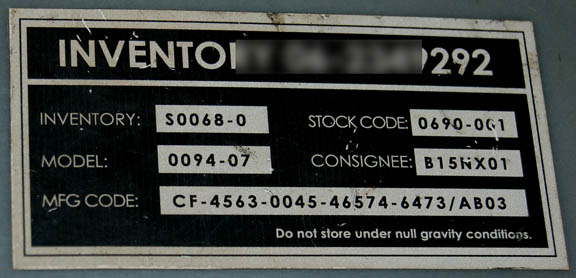 INVENTO 9292
INVENTORY: S0068-0 STOCK CODE: 0690-001
MODEL: 0094-07 CONSIGNEE: B15NX01
MFG CODE: CF-4563-0045-46574-6473/AB03
Do not store under null gravity conditions.